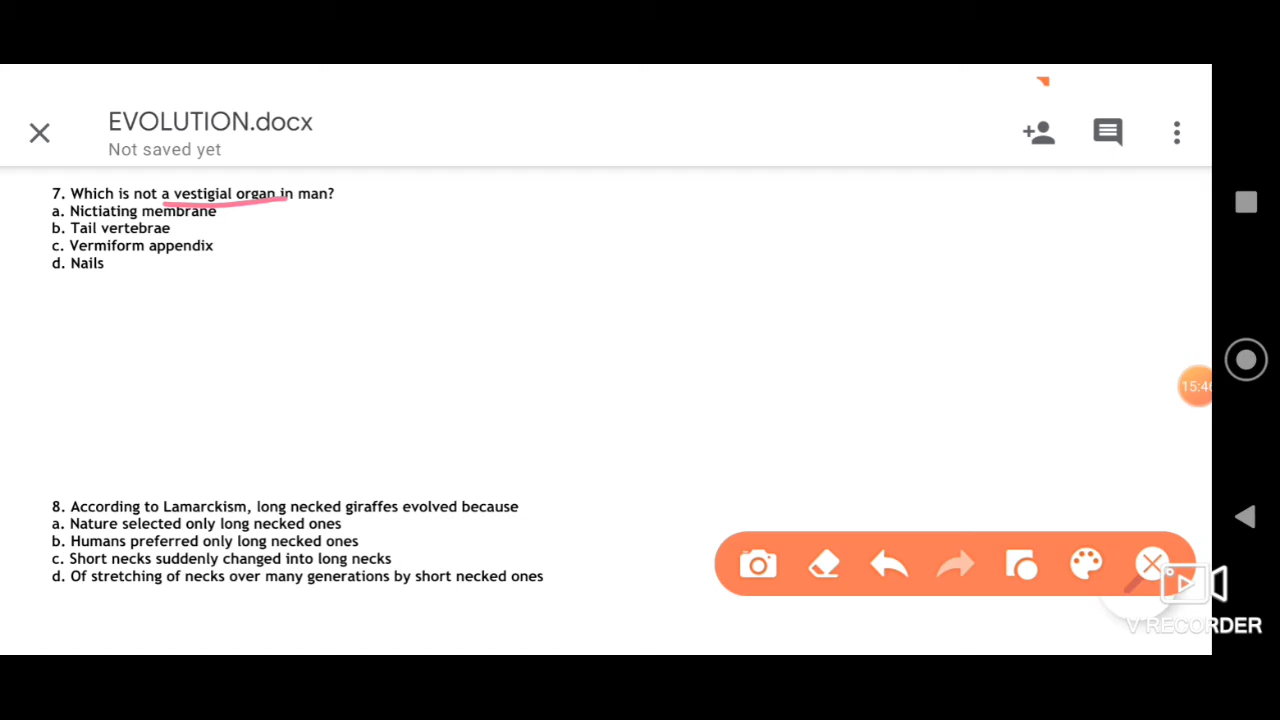 EVOLUTION.docx
Not saved yet
7. Which is not a vestigial organ in man?
a. Nictiating membrane
b. Tail vertebrae
c. Vermiform appendix
d. Nails
15:46
8. According to Lamarckism, long necked giraffes evolved because
a. Nature selected only long necked ones
b. Humans preferred only long necked ones
c. Short necks suddenly changed into long necks
d. Of stretching of necks over many generations by short necked ones
V RECORDER